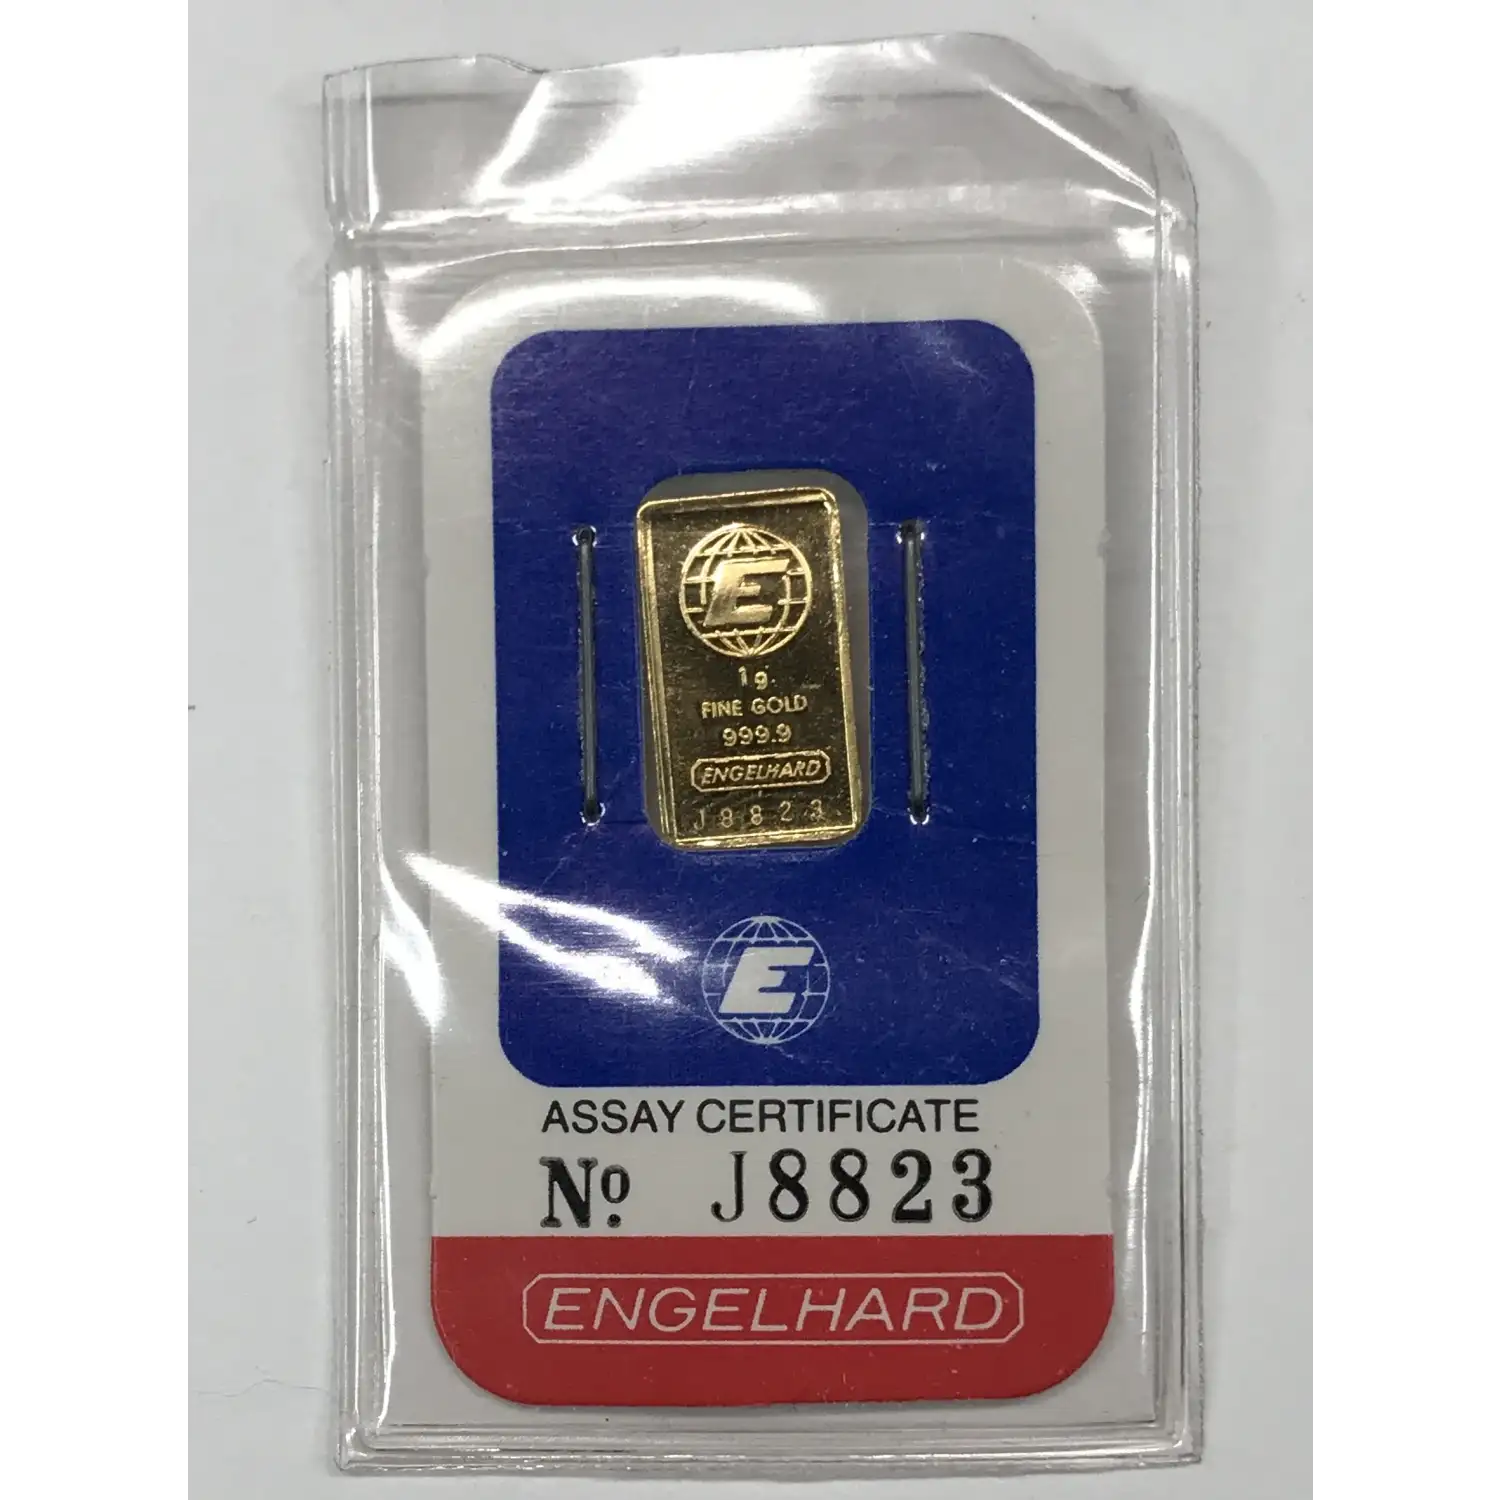 E
1g.
FINE GOLD
999.9
ENGELHARD
J8823
E
ASSAY CERTIFICATE
No. J8823
ENGELHARD